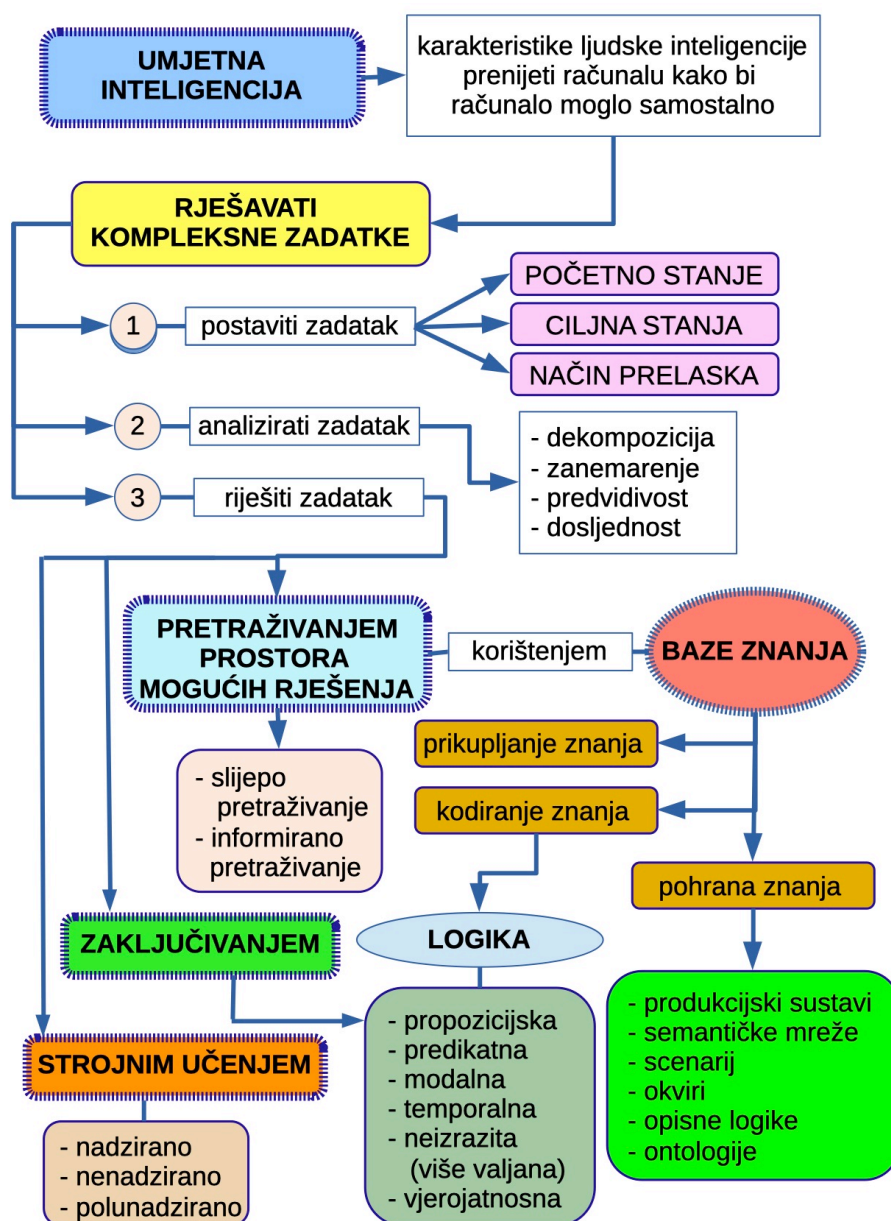 UMJETNA
INTELIGENCIJA
karakteristike ljudske inteligencije
prenijeti računalu kako bi
računalo moglo samostalno
RJEŠAVATI
KOMPLEKSNE ZADATKE
1
postaviti zadatak
POČETNO STANJE
CILJNA STANJA
NAČIN PRELASKA
2
analizirati zadatak
- dekompozicija
- zanemarenje
- predvidivost
- dosljednost
3
riješiti zadatak
PRETRAŽIVANJEM
PROSTORA
MOGUĆIH RJEŠENJA
korištenjem
BAZE ZNANJA
- slijepo
pretraživanje
- informirano
pretraživanje
prikupljanje znanja
kodiranje znanja
pohrana znanja
ZAKLJUČIVANJEM
LOGIKA
- propozicijska
- predikatna
- modalna
- temporalna
- neizrazita
(više valjana)
- vjerojatnosna
- produkcijski sustavi
- semantičke mreže
- scenarij
- okviri
- opisne logike
- ontologije
STROJNIM UČENJEM
- nadzirano
- nenadzirano
- polunadzirano